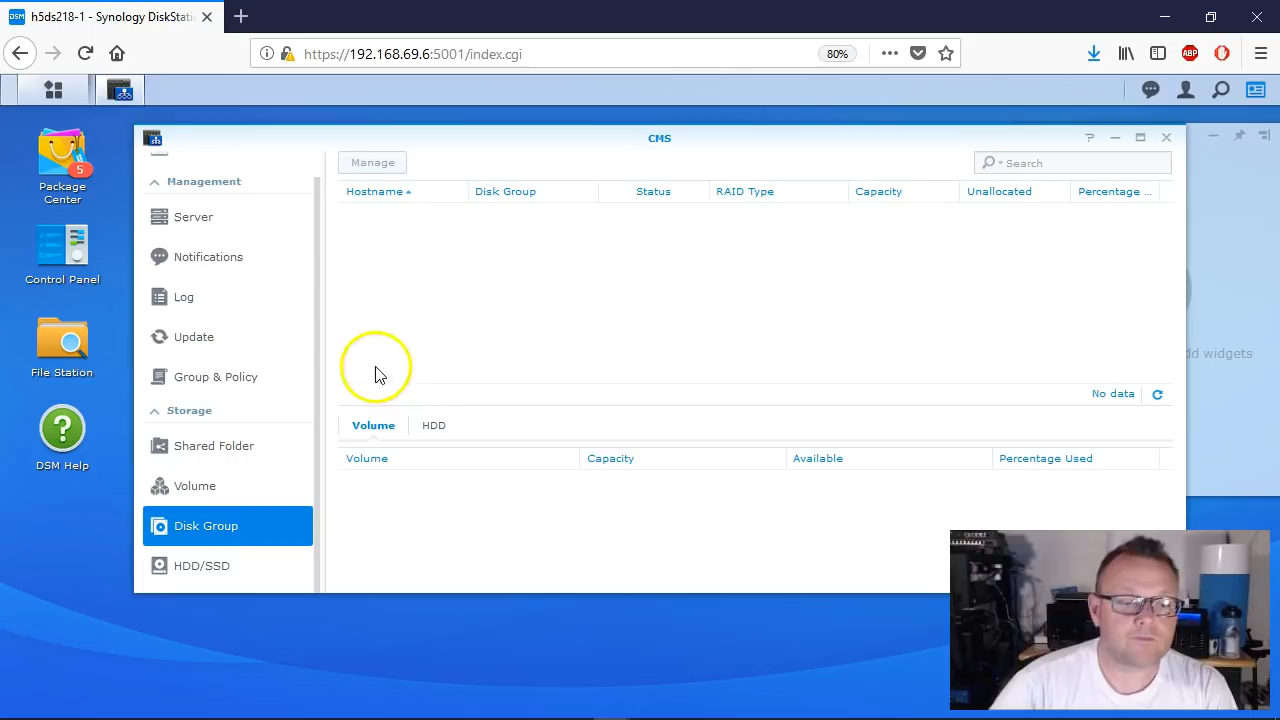 DSM h5ds218-1 - Synology DiskStati
https://192.168.69.6:5001/index.cgi
80%
ABP
CMS
Manage
Search
Management
Hostname
Disk Group
Status
RAID Type
Capacity
Unallocated
Percentage ...
5
Package
Center
Server
Notifications
Control Panel
Log
Update
dd widgets
File Station
Group & Policy
No data
Storage
Volume
HDD
Shared Folder
Volume
Capacity
Available
Percentage Used
DSM Help
Volume
Disk Group
HDD/SSD